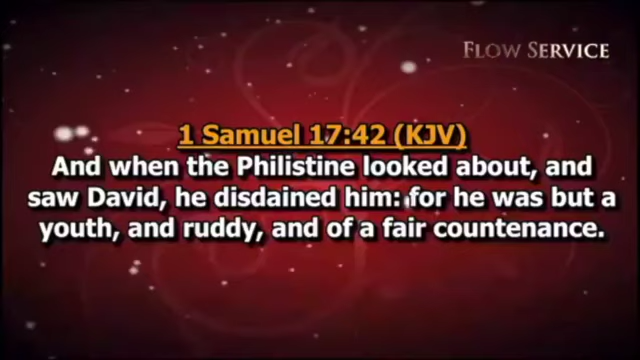 FLOW SERVICE
1 Samuel 17:42 (KJV)
And when the Philistine looked about, and
saw David, he disdained him: for he was but a
youth, and ruddy, and of a fair countenance.